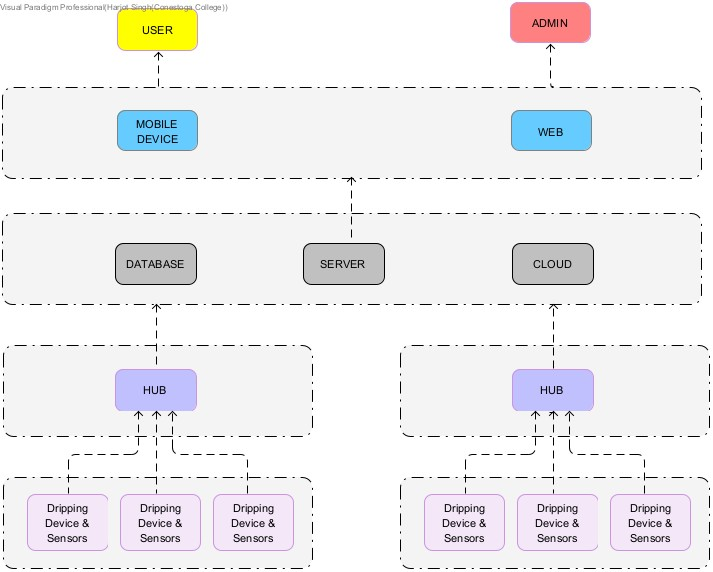 Visual Paradigm Professional(Harjot Singh(Conestoga College))
USER
ADMIN
MOBILE
DEVICE
WEB
DATABASE
SERVER
CLOUD
HUB
HUB
Dripping
Device &
Sensors
Dripping
Device &
Sensors
Dripping
Device &
Sensors
Dripping
Device &
Sensors
Dripping
Device &
Sensors
Dripping
Device &
Sensors